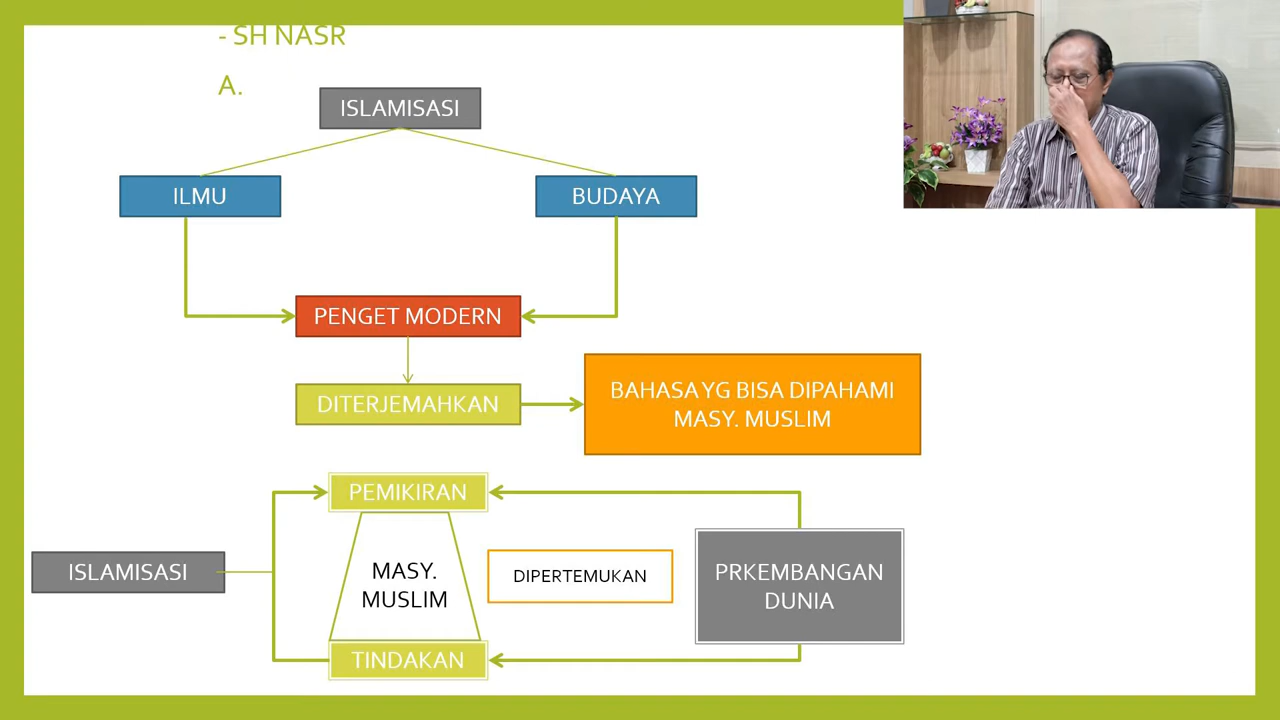 - SH NASR
A.
ISLAMISASI
ILMU
BUDAYA
PENGET MODERN
DITERJEMAHKAN
BAHASA YG BISA DIPAHAMI
MASY. MUSLIM
PEMIKIRAN
ISLAMISASI
MASY.
MUSLIM
DIPERTEMUKAN
PRKEMBANGAN
DUNIA
TINDAKAN